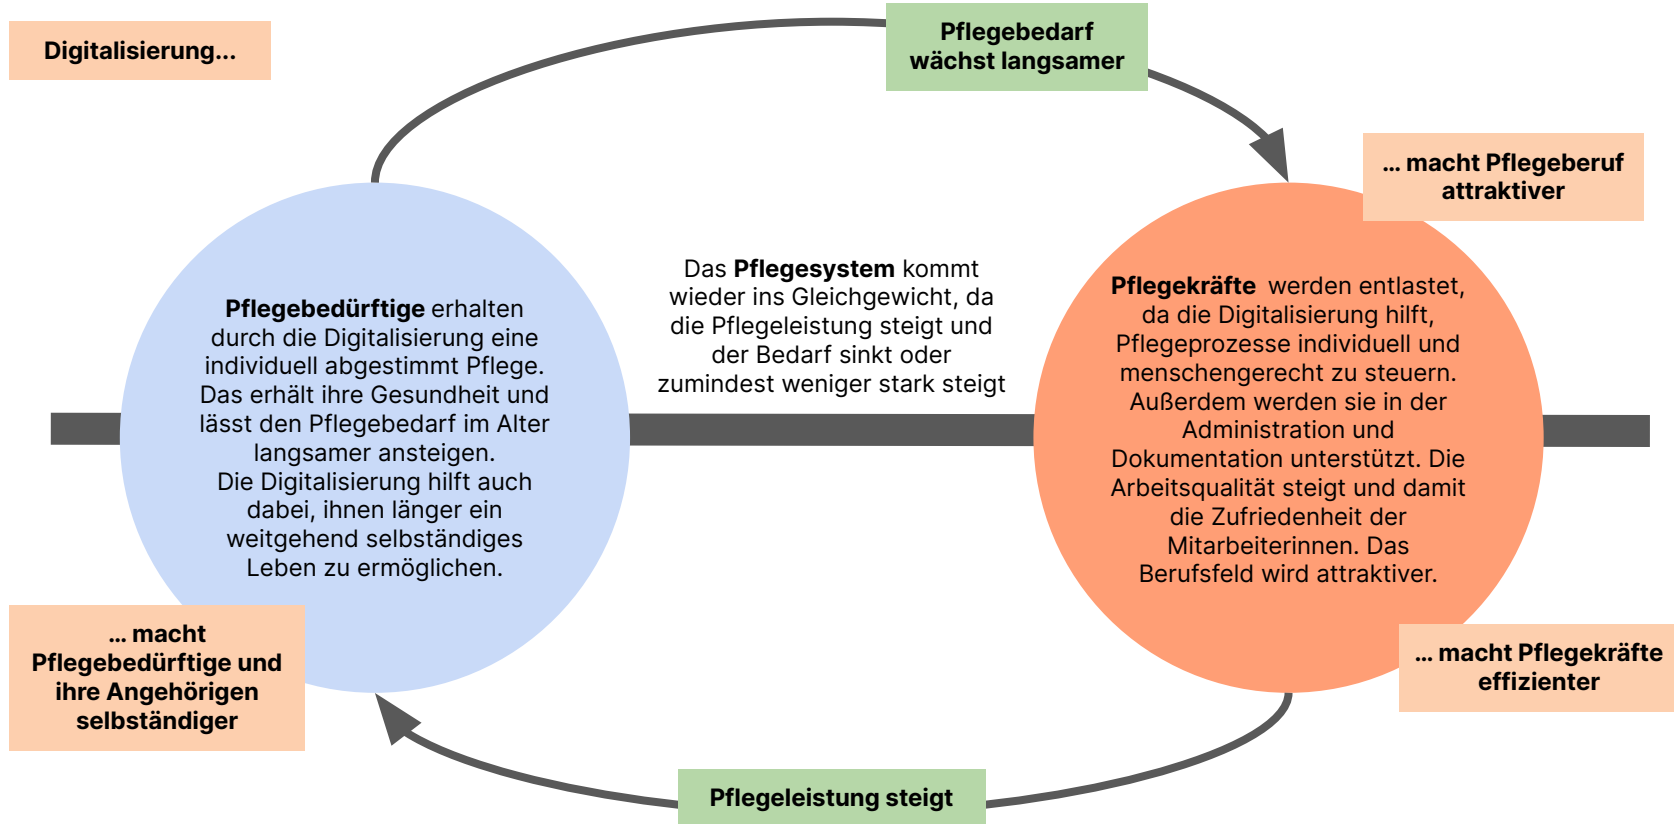 Digitalisierung...
Pflegebedarf
wächst langsamer
... macht Pflegeberuf
attraktiver
Pflegebedürftige erhalten
durch die Digitalisierung eine
individuell abgestimmt Pflege.
Das erhält ihre Gesundheit und
lässt den Pflegebedarf im Alter
langsamer ansteigen.
Die Digitalisierung hilft auch
dabei, ihnen länger ein
weitgehend selbständiges
Leben zu ermöglichen.
Das Pflegesystem kommt
wieder ins Gleichgewicht, da
die Pflegeleistung steigt und
der Bedarf sinkt oder
zumindest weniger stark steigt
Pflegekräfte werden entlastet,
da die Digitalisierung hilft,
Pflegeprozesse individuell und
menschengerecht zu steuern.
Außerdem werden sie in der
Administration und
Dokumentation unterstützt. Die
Arbeitsqualität steigt und damit
die Zufriedenheit der
Mitarbeiterinnen. Das
Berufsfeld wird attraktiver.
... macht
Pflegebedürftige und
ihre Angehörigen
selbständiger
... macht Pflegekräfte
effizienter
Pflegeleistung steigt